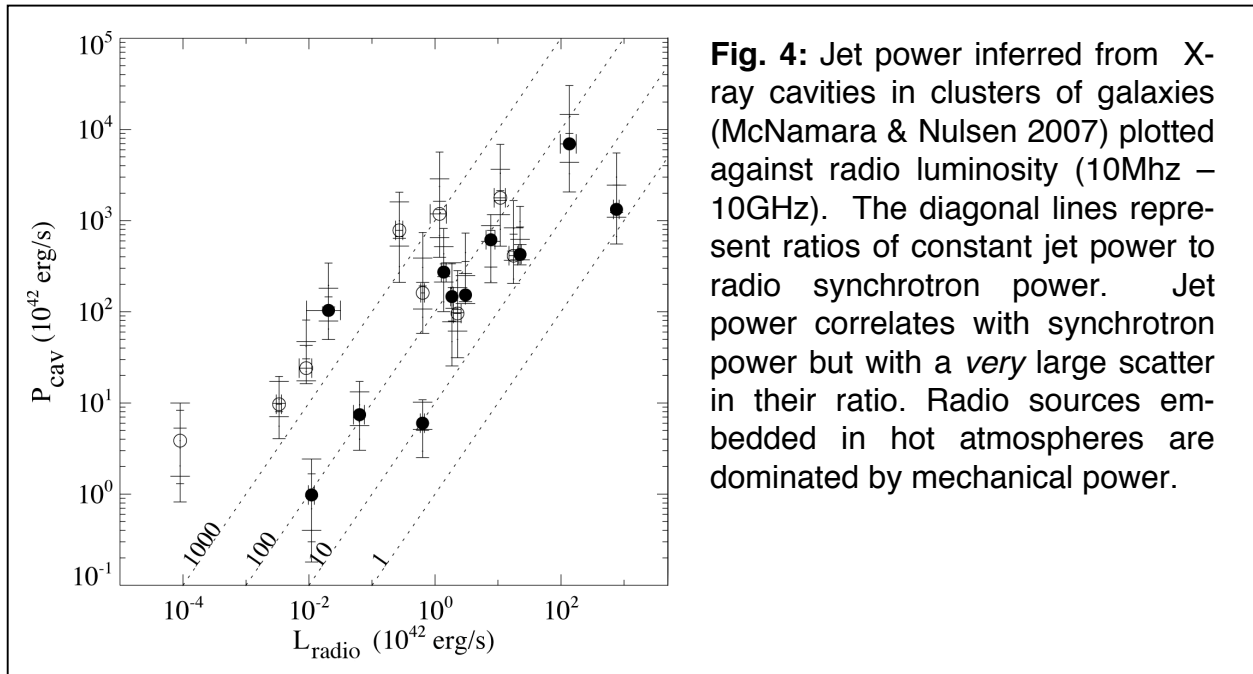 10^5
10^4
10^3
10^2
10^1
10^0
10^-1
P_cav (10^42 erg/s)
1000
100
10
1
10^-4
10^-2
10^0
10^2
L_radio (10^42 erg/s)
Fig. 4: Jet power inferred from X-
ray cavities in clusters of galaxies
(McNamara & Nulsen 2007) plotted
against radio luminosity (10Mhz –
10GHz). The diagonal lines repre-
sent ratios of constant jet power to
radio synchrotron power. Jet
power correlates with synchrotron
power but with a very large scatter
in their ratio. Radio sources em-
bedded in hot atmospheres are
dominated by mechanical power.